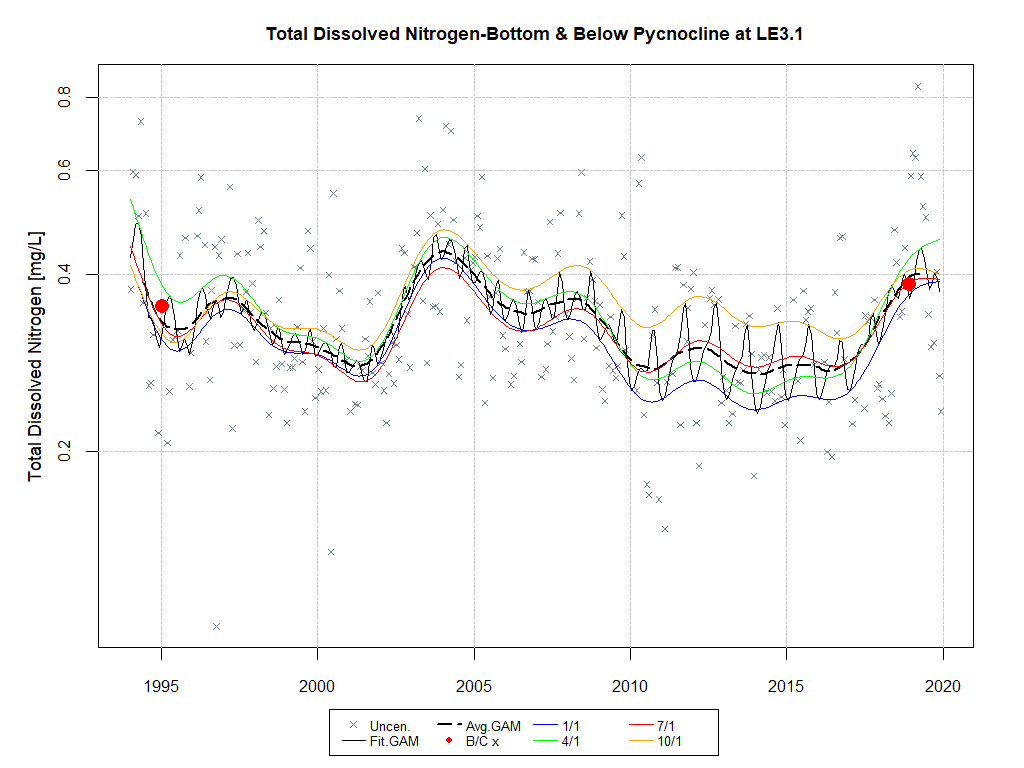 Total Dissolved Nitrogen-Bottom & Below Pycnocline at LE3.1
Total Dissolved Nitrogen [mg/L]
0.8
0.6
0.4
0.2
1995 2000 2005 2010 2015 2020
Uncen. Avg.GAM 1/1 7/1
Fit.GAM B/C x 4/1 10/1